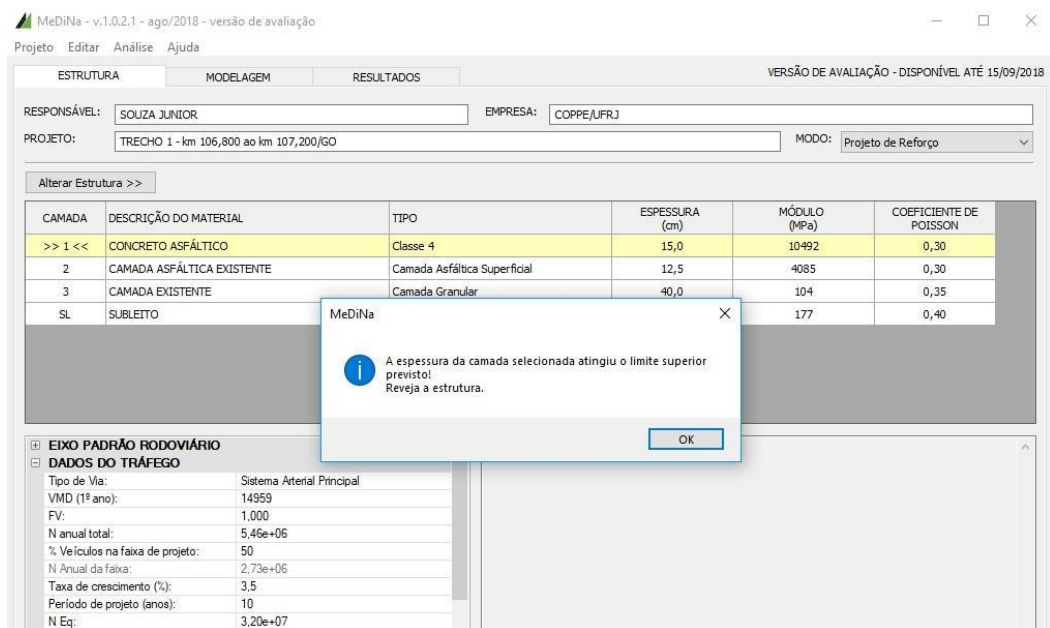 MeDiNa - v.1.0.2.1 - ago/2018 - versão de avaliação
Projeto Editar Análise Ajuda
ESTRUTURA MODELAGEM RESULTADOS VERSÃO DE AVALIAÇÃO - DISPONÍVEL ATÉ 15/09/2018
RESPONSÁVEL: SOUZA JUNIOR EMPRESA: COPPE/UFRJ
PROJETO: TRECHO 1 - km 106,800 ao km 107,200/GO MODO: Projeto de Reforço
Alterar Estrutura >>
CAMADA DESCRIÇÃO DO MATERIAL TIPO ESPESSURA (cm) MÓDULO (MPa) COEFICIENTE DE POISSON
>> 1 << CONCRETO ASFÁLTICO Classe 4 15,0 10492 0,30
2 CAMADA ASFÁLTICA EXISTENTE Camada Asfáltica Superficial 12,5 4085 0,30
3 CAMADA EXISTENTE Camada Granular 40,0 104 0,35
SL SUBLEITO 177 0,40
MeDiNa
A espessura da camada selecionada atingiu o limite superior
previsto!
Reveja a estrutura.
OK
EIXO PADRÃO RODOVIÁRIO
DADOS DO TRÁFEGO
Tipo de Via: Sistema Arterial Principal
VMD (1º ano): 14959
FV: 1,000
N anual total: 5,46e+06
% Veículos na faixa de projeto: 50
N Anual da faixa: 2,73e+06
Taxa de crescimento (%): 3,5
Período de projeto (anos): 10
N Eq: 3,20e+07